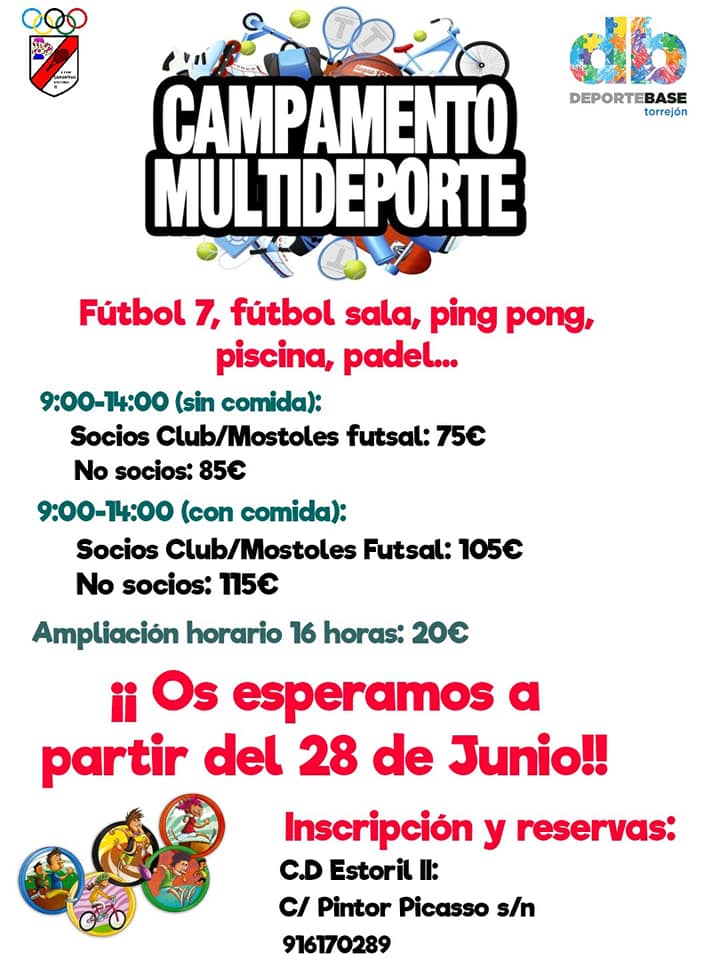 db
DEPORTEBASE
torrejón
CAMPAMENTO
MULTIDEPORTE
Fútbol 7, fútbol sala, ping pong,
piscina, padel...
9:00-14:00 (sin comida):
Socios Club/Mostoles futsal: 75€
No socios: 85€
9:00-14:00 (con comida):
Socios Club/Mostoles Futsal: 105€
No socios: 115€
Ampliación horario 16 horas: 20€
¡¡ Os esperamos a
partir del 28 de Junio!!
Inscripción y reservas:
C.D Estoril II:
C/ Pintor Picasso s/n
916170289